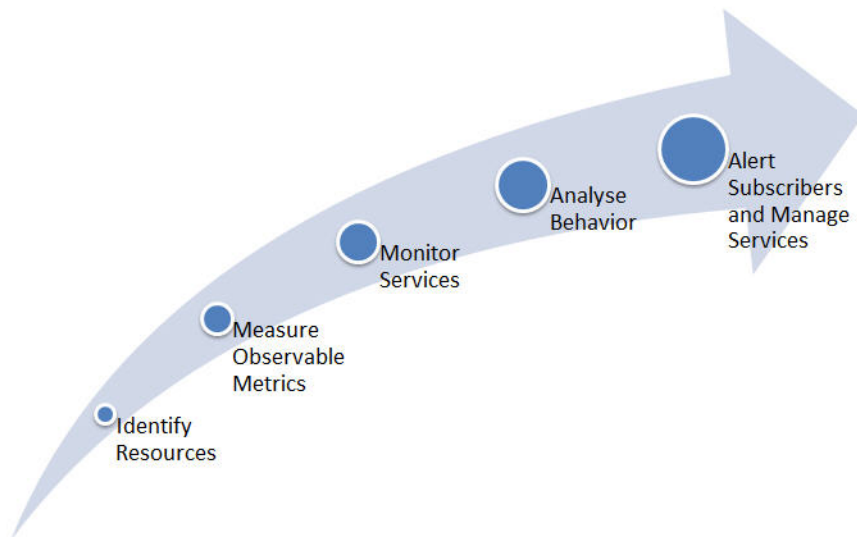 Identify
Resources
Measure
Observable
Metrics
Monitor
Services
Analyse
Behavior
Alert
Subscribers
and Manage
Services